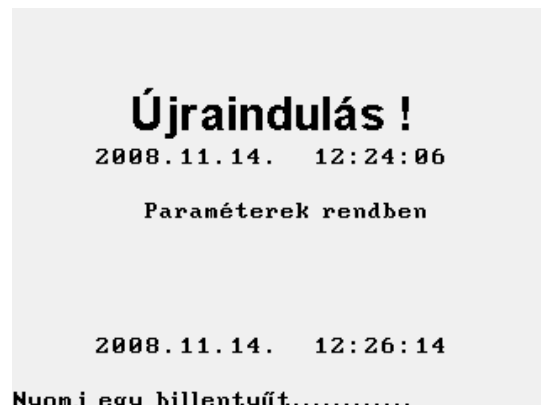 Újraindulás !
2008.11.14. 12:24:06
Paraméterek rendben
2008.11.14. 12:26:14
Nyomj egy billentyűt............